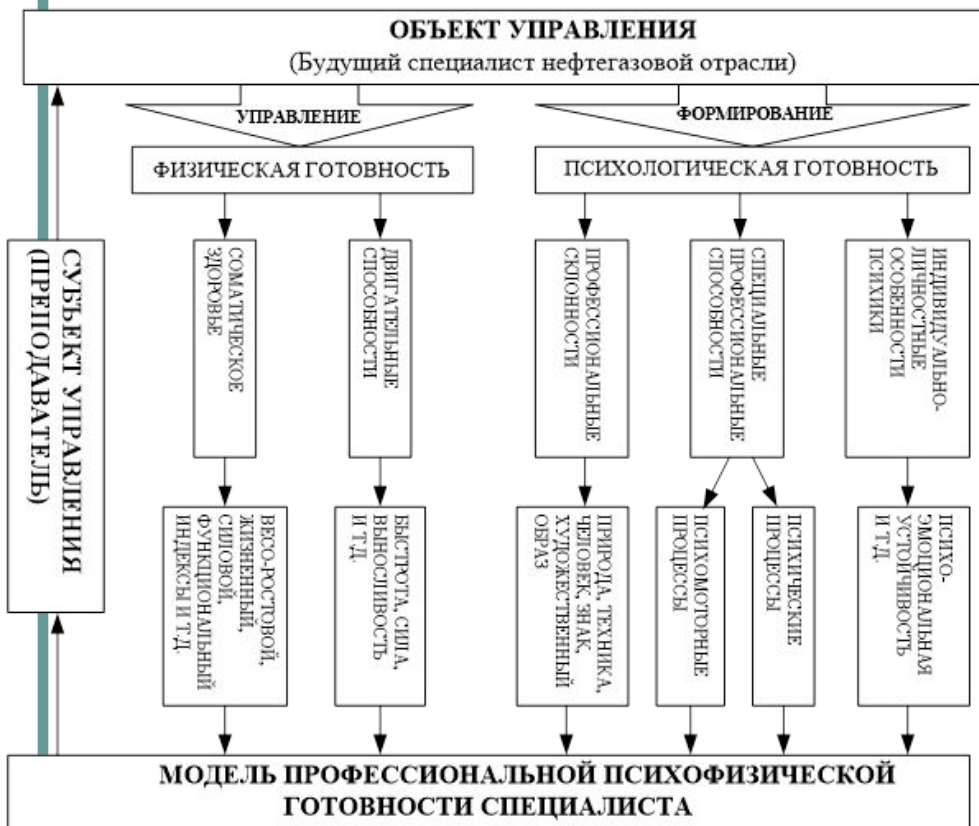 ОБЪЕКТ УПРАВЛЕНИЯ
(Будущий специалист нефтегазовой отрасли)
УПРАВЛЕНИЕ
ФОРМИРОВАНИЕ
ФИЗИЧЕСКАЯ ГОТОВНОСТЬ
ПСИХОЛОГИЧЕСКАЯ ГОТОВНОСТЬ
СУБЪЕКТ УПРАВЛЕНИЯ
(ПРЕПОДАВАТЕЛЬ)
СОМАТИЧЕСКОЕ
ЗДОРОВЬЕ
ДВИГАТЕЛЬНЫЕ
СПОСОБНОСТИ
ПРОФЕССИОНАЛЬНЫЕ
СКЛОННОСТИ
СПЕЦИАЛЬНЫЕ
ПРОФЕССИОНАЛЬНЫЕ
СПОСОБНОСТИ
ИНДИВИДУАЛЬНО-
ЛИЧНОСТНЫЕ
ОСОБЕННОСТИ
ПСИХИКИ
ВЕСО-РОСТОВОЙ,
ЖИЗНЕННЫЙ,
СИЛОВОЙ,
ФУНКЦИОНАЛЬНЫЙ
ИНДЕКСЫ И Т.Д.
БЫСТРОТА, СИЛА,
ВЫНОСЛИВОСТЬ
И Т.Д.
ПРИРОДА, ТЕХНИКА,
ЧЕЛОВЕК, ЗНАК,
ХУДОЖЕСТВЕННЫЙ
ОБРАЗ
ПСИХОМОТОРНЫЕ
ПРОЦЕССЫ
ПСИХИЧЕСКИЕ
ПРОЦЕССЫ
ПСИХО-
ЭМОЦИОНАЛЬНАЯ
УСТОЙЧИВОСТЬ
И Т.Д.
МОДЕЛЬ ПРОФЕССИОНАЛЬНОЙ ПСИХОФИЗИЧЕСКОЙ
ГОТОВНОСТИ СПЕЦИАЛИСТА